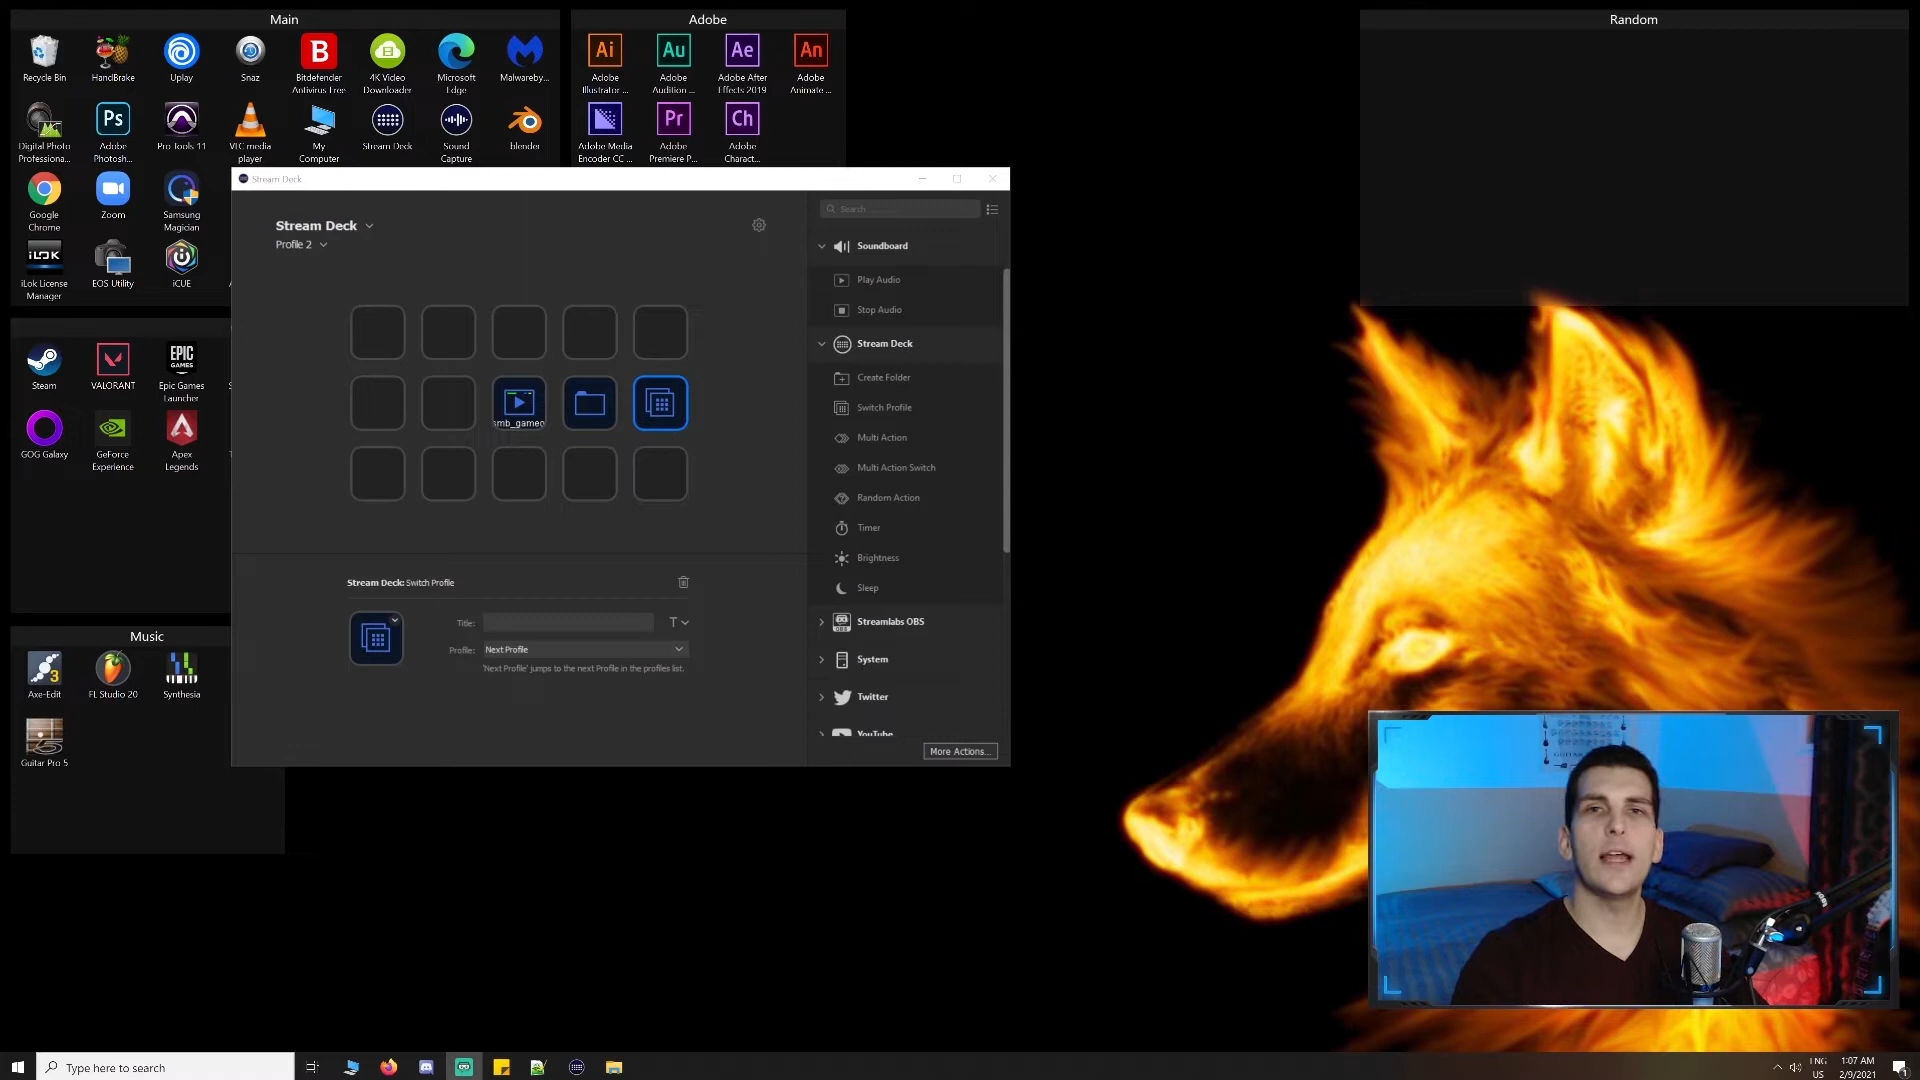 Main
Recycle Bin
HandBrake
Uplay
Snaz
Bitdefender
Antivirus Free
4K Video
Downloader
Microsoft
Edge
Malwareby...
Digital Photo
Professiona...
Ps
Adobe
Photosh...
Pro Tools 11
VLC media
player
My
Computer
Stream Deck
Sound
Capture
blender
Google
Chrome
Zoom
Samsung
Magician
iLOK
iLok License
Manager
EOS Utility
iCUE
Adobe
Ai
Adobe
Illustrator ...
Au
Adobe
Audition ...
Ae
Adobe After
Effects 2019
An
Adobe
Animate ...
Adobe Media
Encoder CC ...
Pr
Adobe
Premiere P...
Ch
Adobe
Charact...
Random
Steam
VALORANT
EPIC
GAMES
Epic Games
Launcher
GOG Galaxy
GeForce
Experience
Apex
Legends
Music
Axe-Edit
FL Studio 20
Synthesia
Guitar Pro 5
Stream Deck
Stream Deck
Profile 2
smb_gameo
Stream Deck: Switch Profile
Title:
T
Profile:
Next Profile
'Next Profile' jumps to the next Profile in the profiles list.
Search
Soundboard
Play Audio
Stop Audio
Stream Deck
Create Folder
Switch Profile
Multi Action
Multi Action Switch
Random Action
Timer
Brightness
Sleep
Streamlabs OBS
System
Twitter
YouTube
More Actions...
Type here to search
ENG
US
1:07 AM
2/9/2021